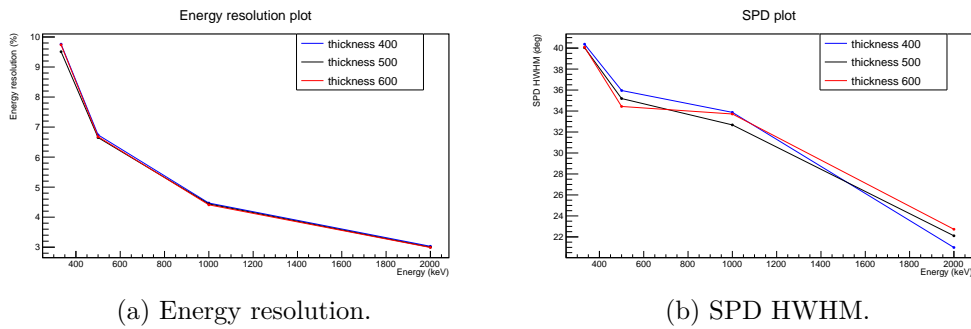 Energy resolution plot
Energy resolution (%)
10
9
8
7
6
5
4
3
thickness 400
thickness 500
thickness 600
400 600 800 1000 1200 1400 1600 1800 2000
Energy (keV)
(a) Energy resolution.
SPD plot
SPD HWHM (deg)
40
38
36
34
32
30
28
26
24
22
thickness 400
thickness 500
thickness 600
400 600 800 1000 1200 1400 1600 1800 2000
Energy (keV)
(b) SPD HWHM.